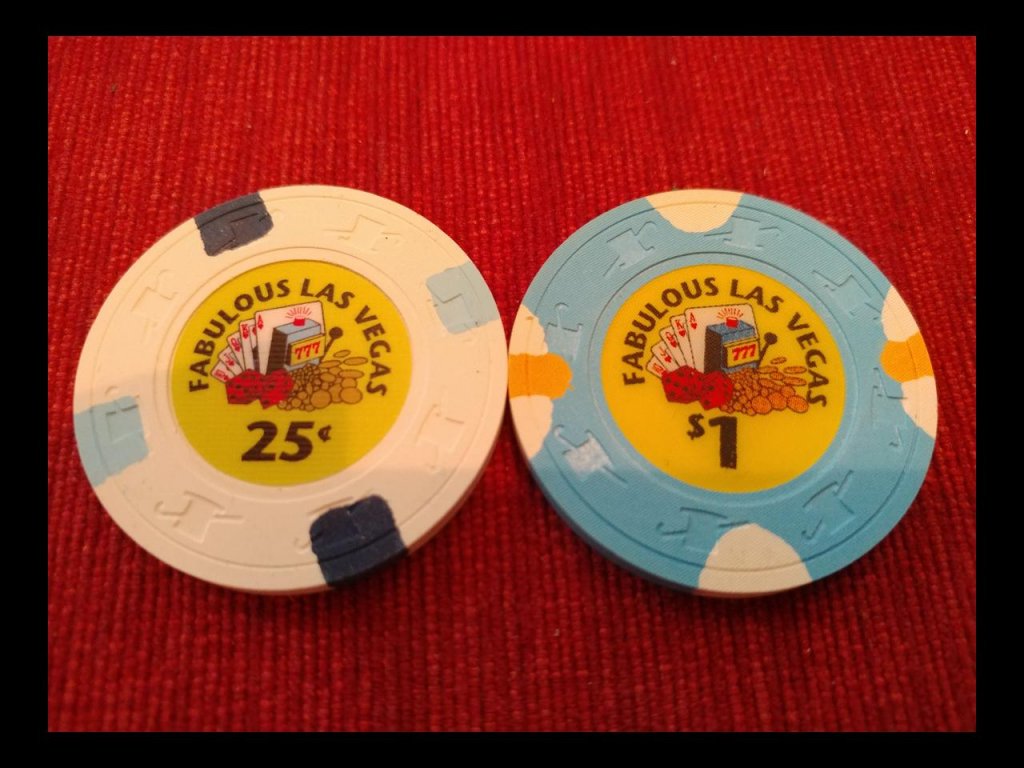 FABULOUS LAS VEGAS
777
25¢
FABULOUS LAS VEGAS
A
K
777
$1